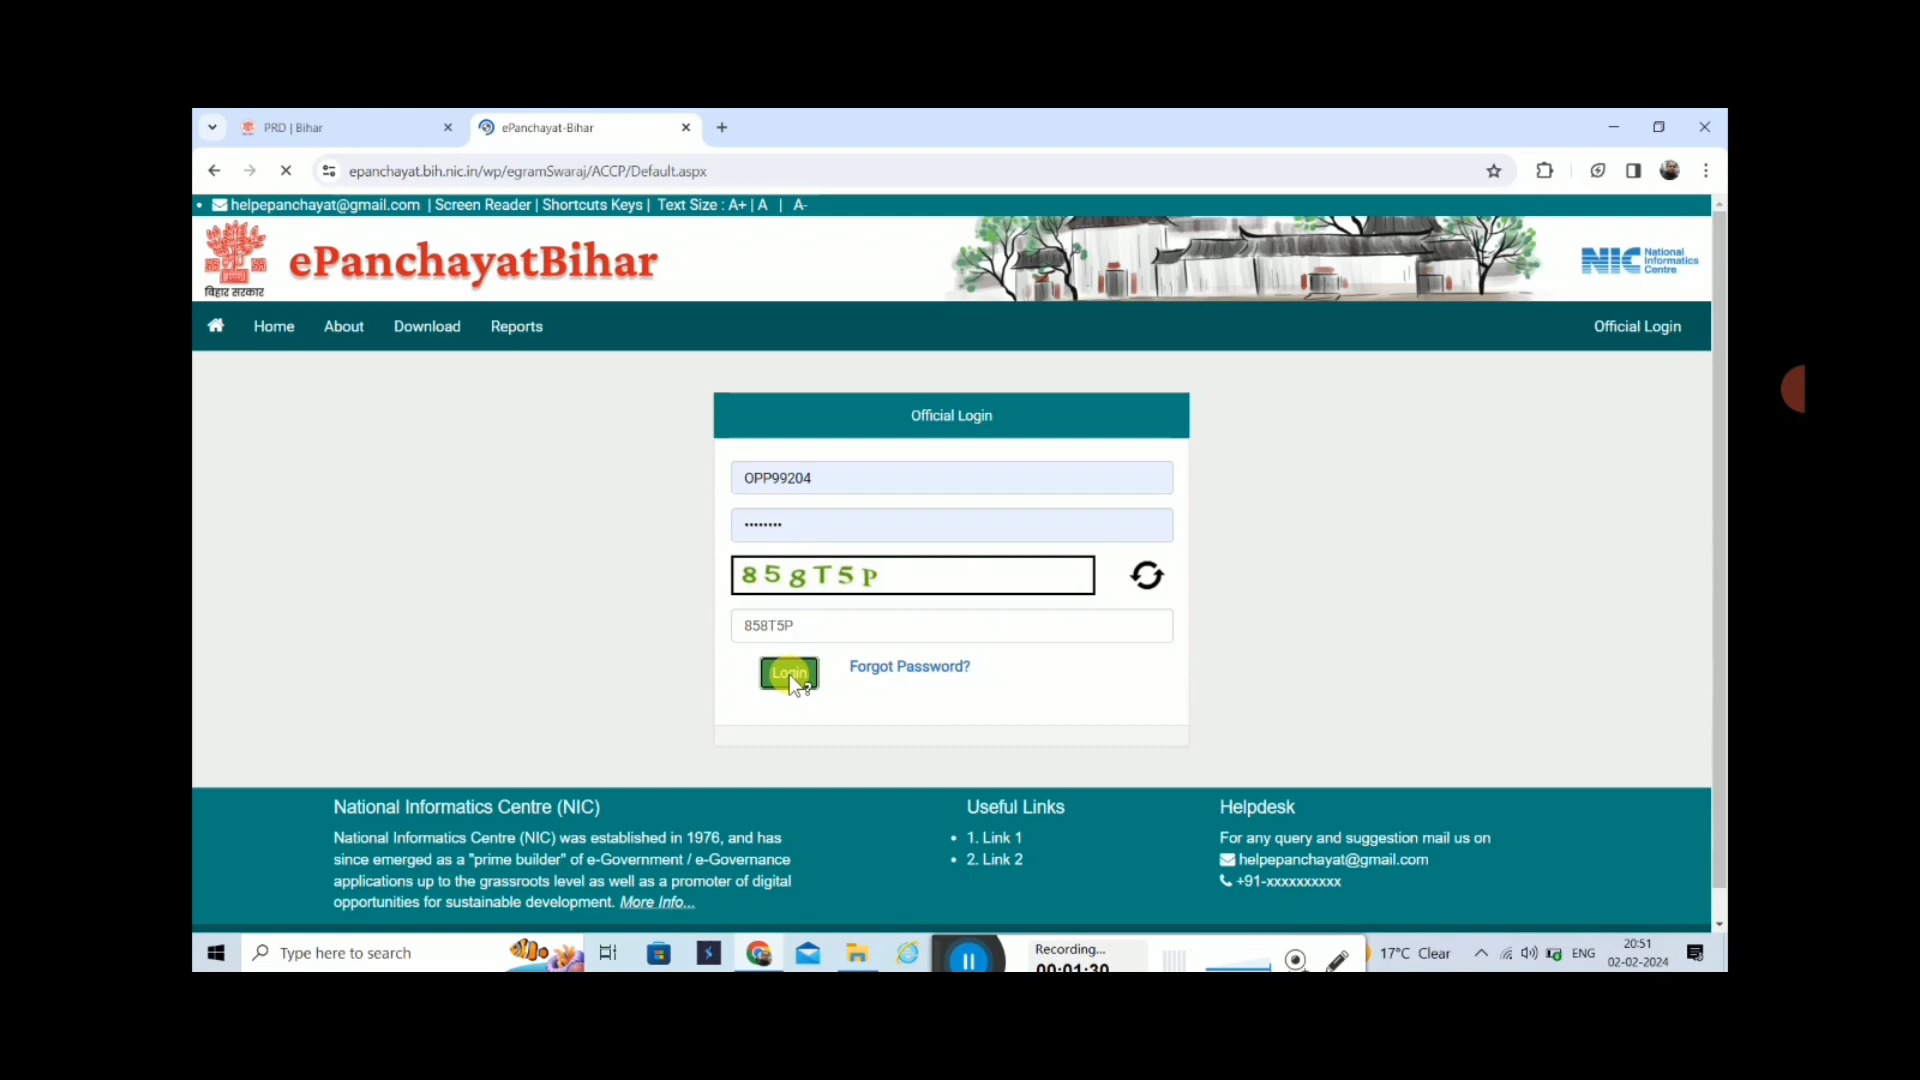 PRD | Bihar
ePanchayat-Bihar
epanchayat.bih.nic.in/wp/egramSwaraj/ACCP/Default.aspx
• helpepanchayat@gmail.com | Screen Reader | Shortcuts Keys | Text Size : A+ | A | A-
बिहार सरकार
ePanchayatBihar
NIC National Informatics Centre
Home About Download Reports Official Login
Official Login
OPP99204
••••••••
858T5P
858T5P
Login Forgot Password?
National Informatics Centre (NIC)
National Informatics Centre (NIC) was established in 1976, and has
since emerged as a "prime builder" of e-Government / e-Governance
applications up to the grassroots level as well as a promoter of digital
opportunities for sustainable development. More Info...
Useful Links
• 1. Link 1
• 2. Link 2
Helpdesk
For any query and suggestion mail us on
helpepanchayat@gmail.com
+91-xxxxxxxxxx
Type here to search
Recording...
00:01:30
17°C Clear
ENG
20:51
02-02-2024